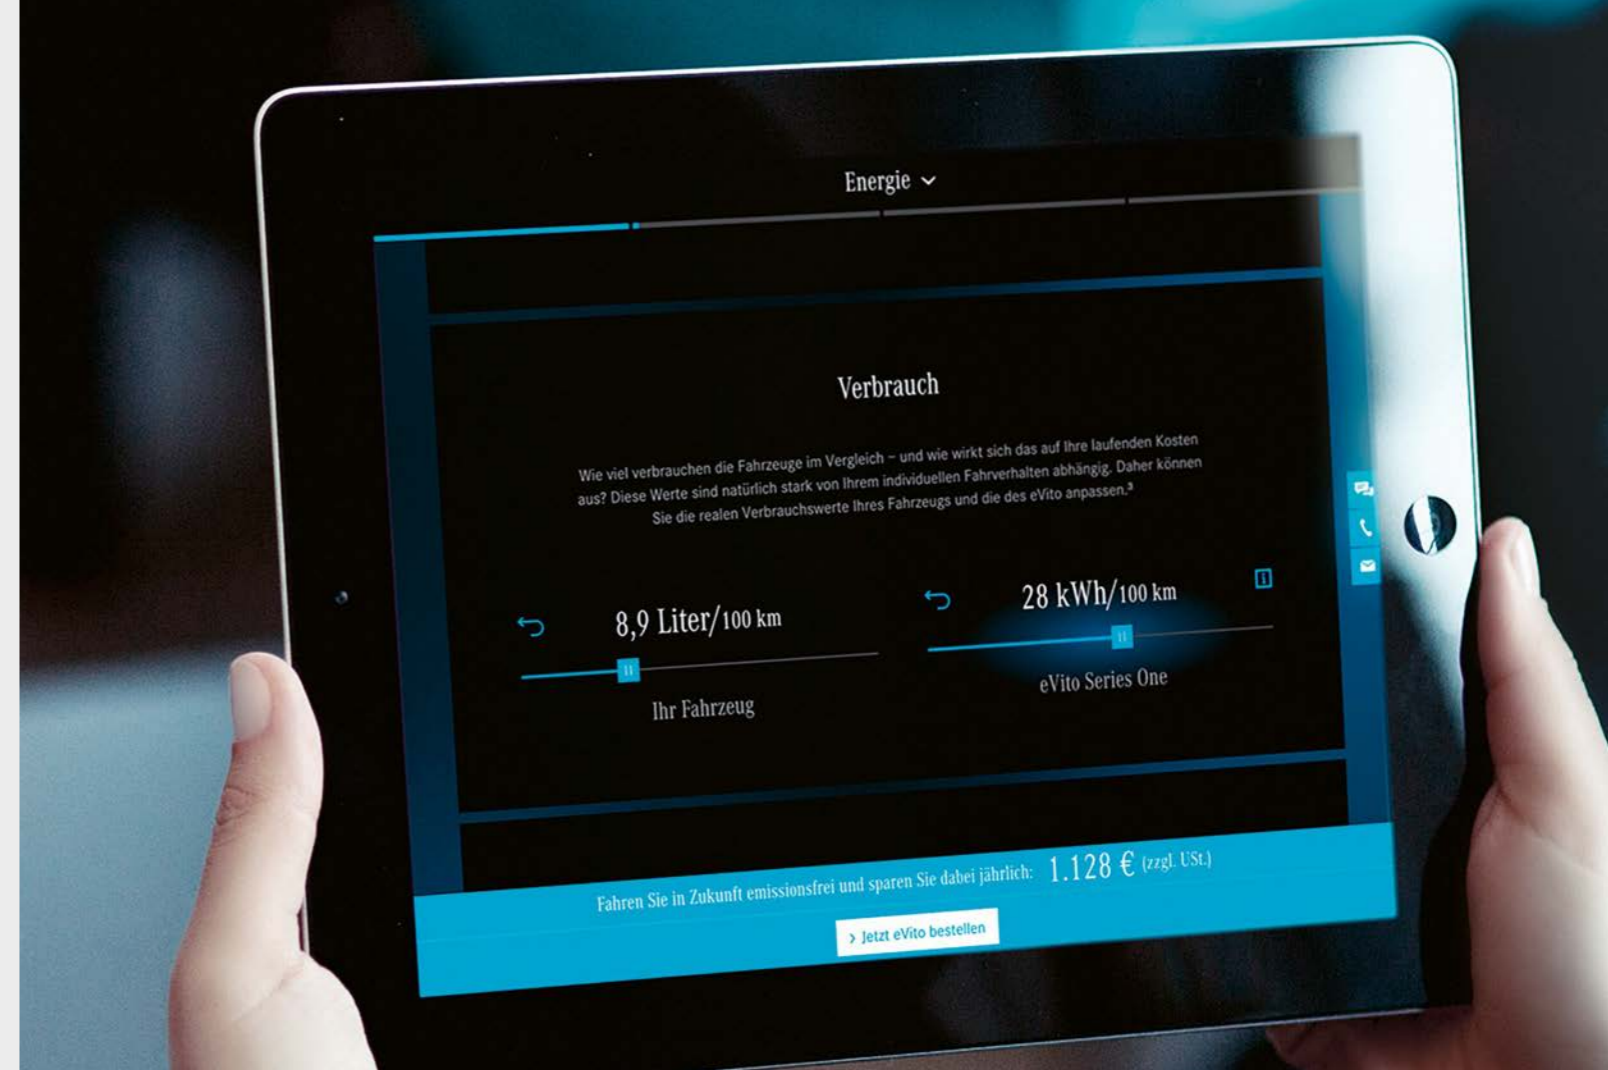 Energie
Verbrauch
Wie viel verbrauchen die Fahrzeuge im Vergleich – und wie wirkt sich das auf Ihre laufenden Kosten
aus? Diese Werte sind natürlich stark von Ihrem individuellen Fahrverhalten abhängig. Daher können
Sie die realen Verbrauchswerte Ihres Fahrzeugs und die des eVito anpassen.³
8,9 Liter/100 km
Ihr Fahrzeug
28 kWh/100 km
i
eVito Series One
Fahren Sie in Zukunft emissionsfrei und sparen Sie dabei jährlich: 1.128 € (zzgl. USt.)
> Jetzt eVito bestellen